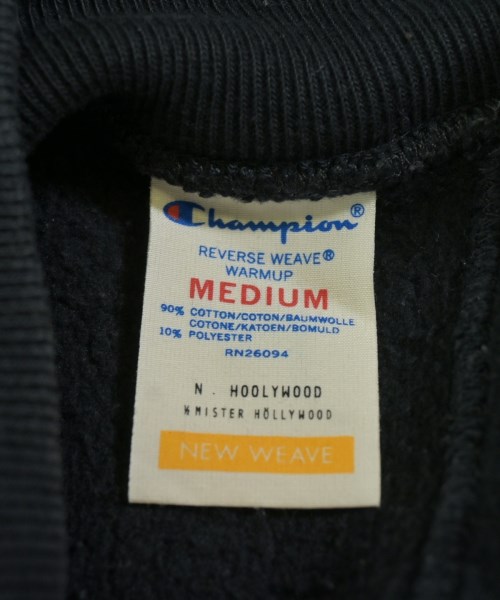 Champion®
REVERSE WEAVE®
WARMUP
MEDIUM
90% COTTON/COTON/BAUMWOLLE
COTONE/KATOEN/BOMULD
10% POLYESTER
RN26094
N. HOOLYWOOD
MISTER HÖLLYWOOD
NEW WEAVE